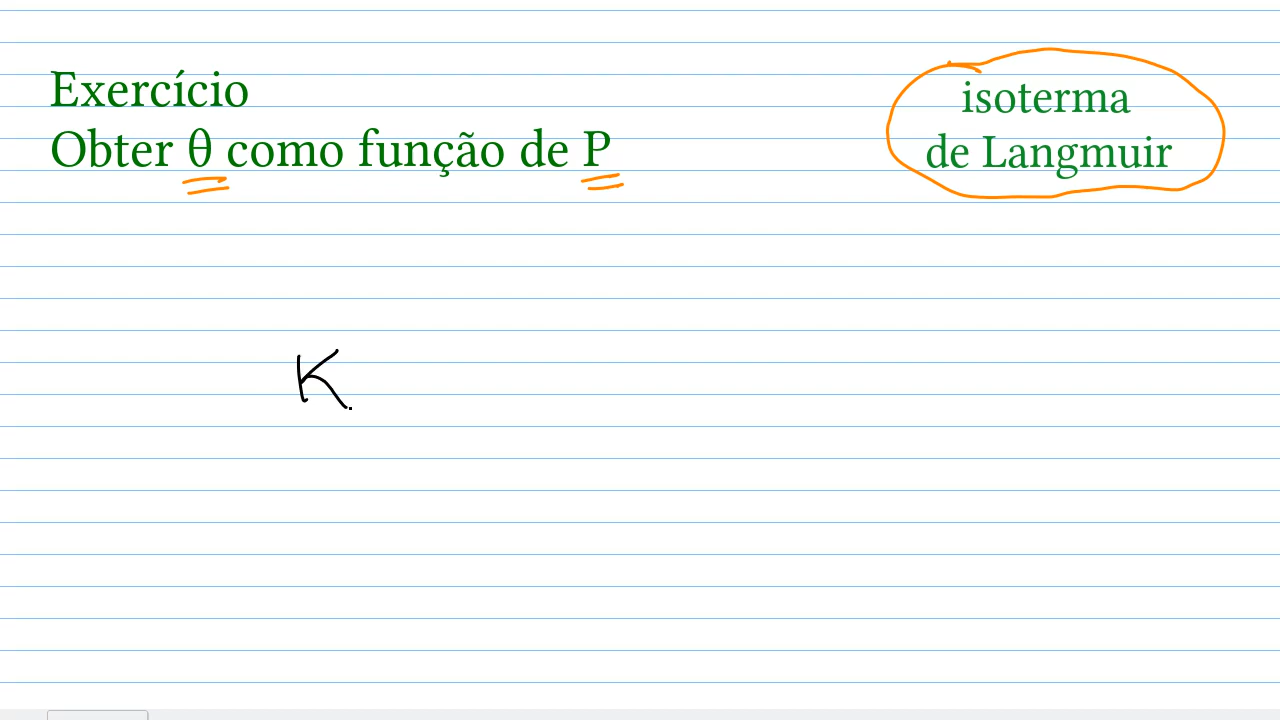 Exercício
Obter θ como função de P
isoterma
de Langmuir
K